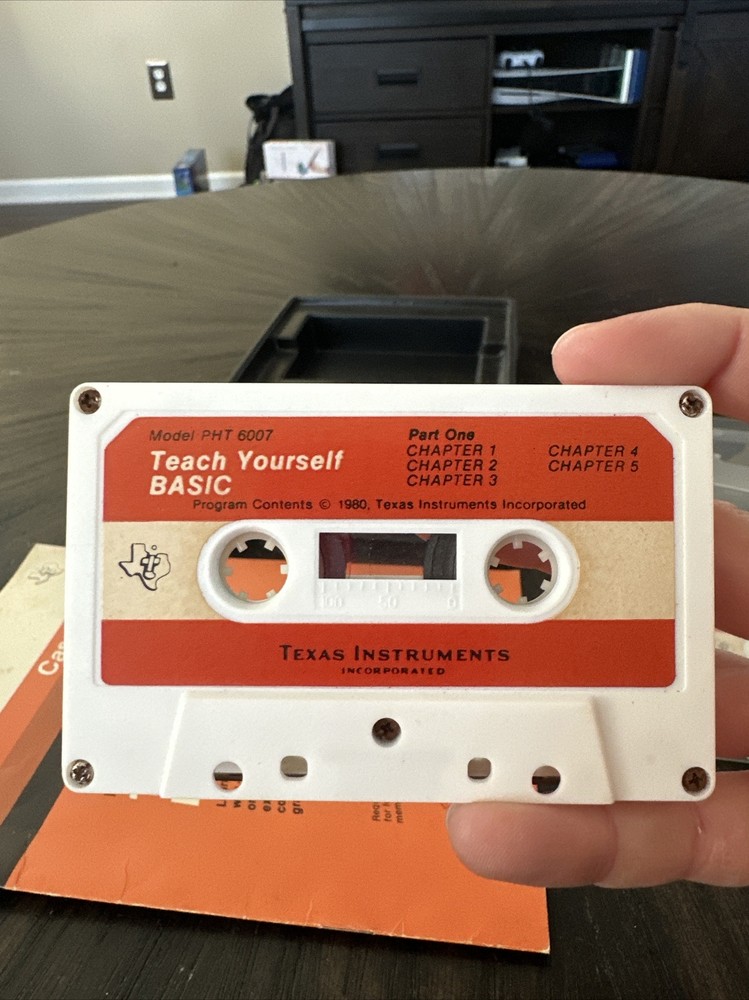 Model PHT 6007
Teach Yourself
BASIC
Part One
CHAPTER 1
CHAPTER 2
CHAPTER 3
CHAPTER 4
CHAPTER 5
Program Contents © 1980, Texas Instruments Incorporated
100 50 0
TEXAS INSTRUMENTS
INCORPORATED